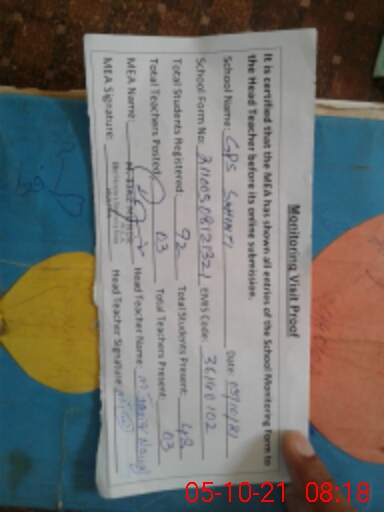 Monitoring Visit Proof
It is certified that the MEA has shown all entries of the School Monitoring Form to
the Head Teacher before its online submission.
School Name: GPS Date:
School Form No: EMIS Code: 36140102
Total Students Registered: 92 Total Students Present: 48
Total Teachers Posted: 03 Total Teachers Present: 03
MEA Name: Head Teacher Name:
MEA Signature: Head Teacher Signature:
05-10-21 08:18